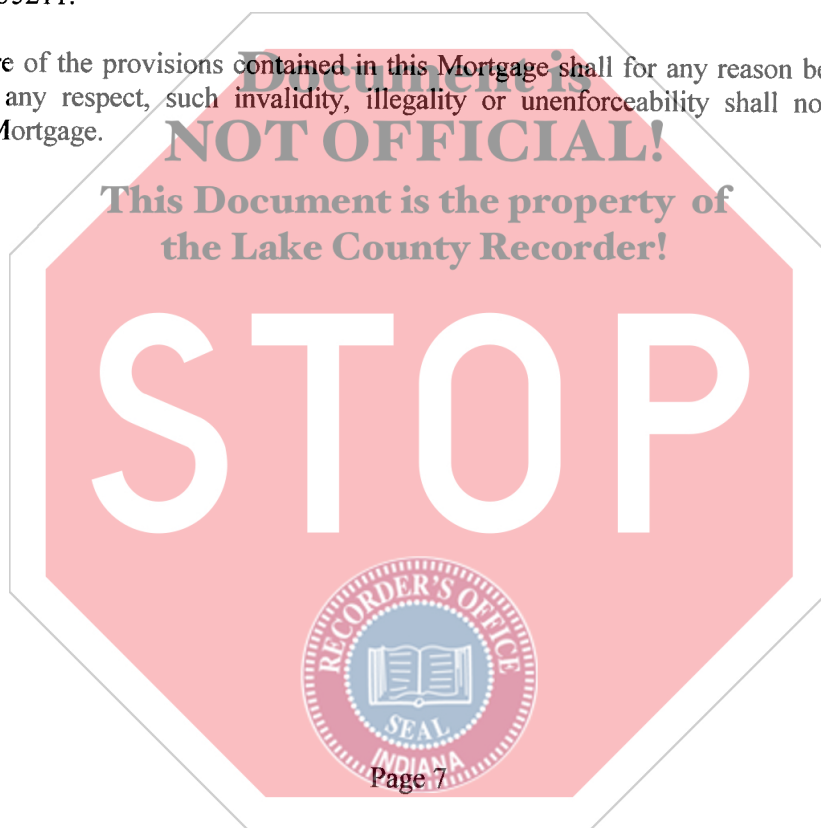 re of the provisions contained in this Mortgage shall for any reason be
any respect, such invalidity, illegality or unenforceability shall no
Mortgage.
Document is
NOT OFFICIAL!
This Document is the property of
the Lake County Recorder!
STOP
RECORDER'S OFFICE
SEAL
INDIANA
Page 7